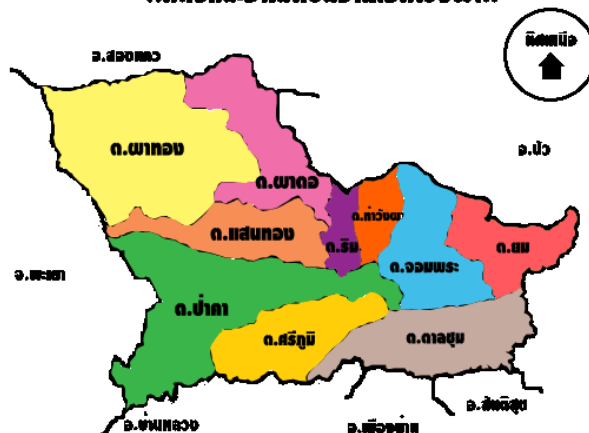 อ.สองแคว
ทิศเหนือ
ต.ผาทอง
อ.ปัว
ต.ผาตอ
ต.ท่าวังผา
ต.แสนทอง
ต.ริม
ต.ยม
ต.จอมพระ
จ.พะเยา
ต.ป่าคา
ต.ศรีภูมิ
ต.ตาลชุม
อ.สันติสุข
อ.บ้านหลวง
อ.เมืองน่าน